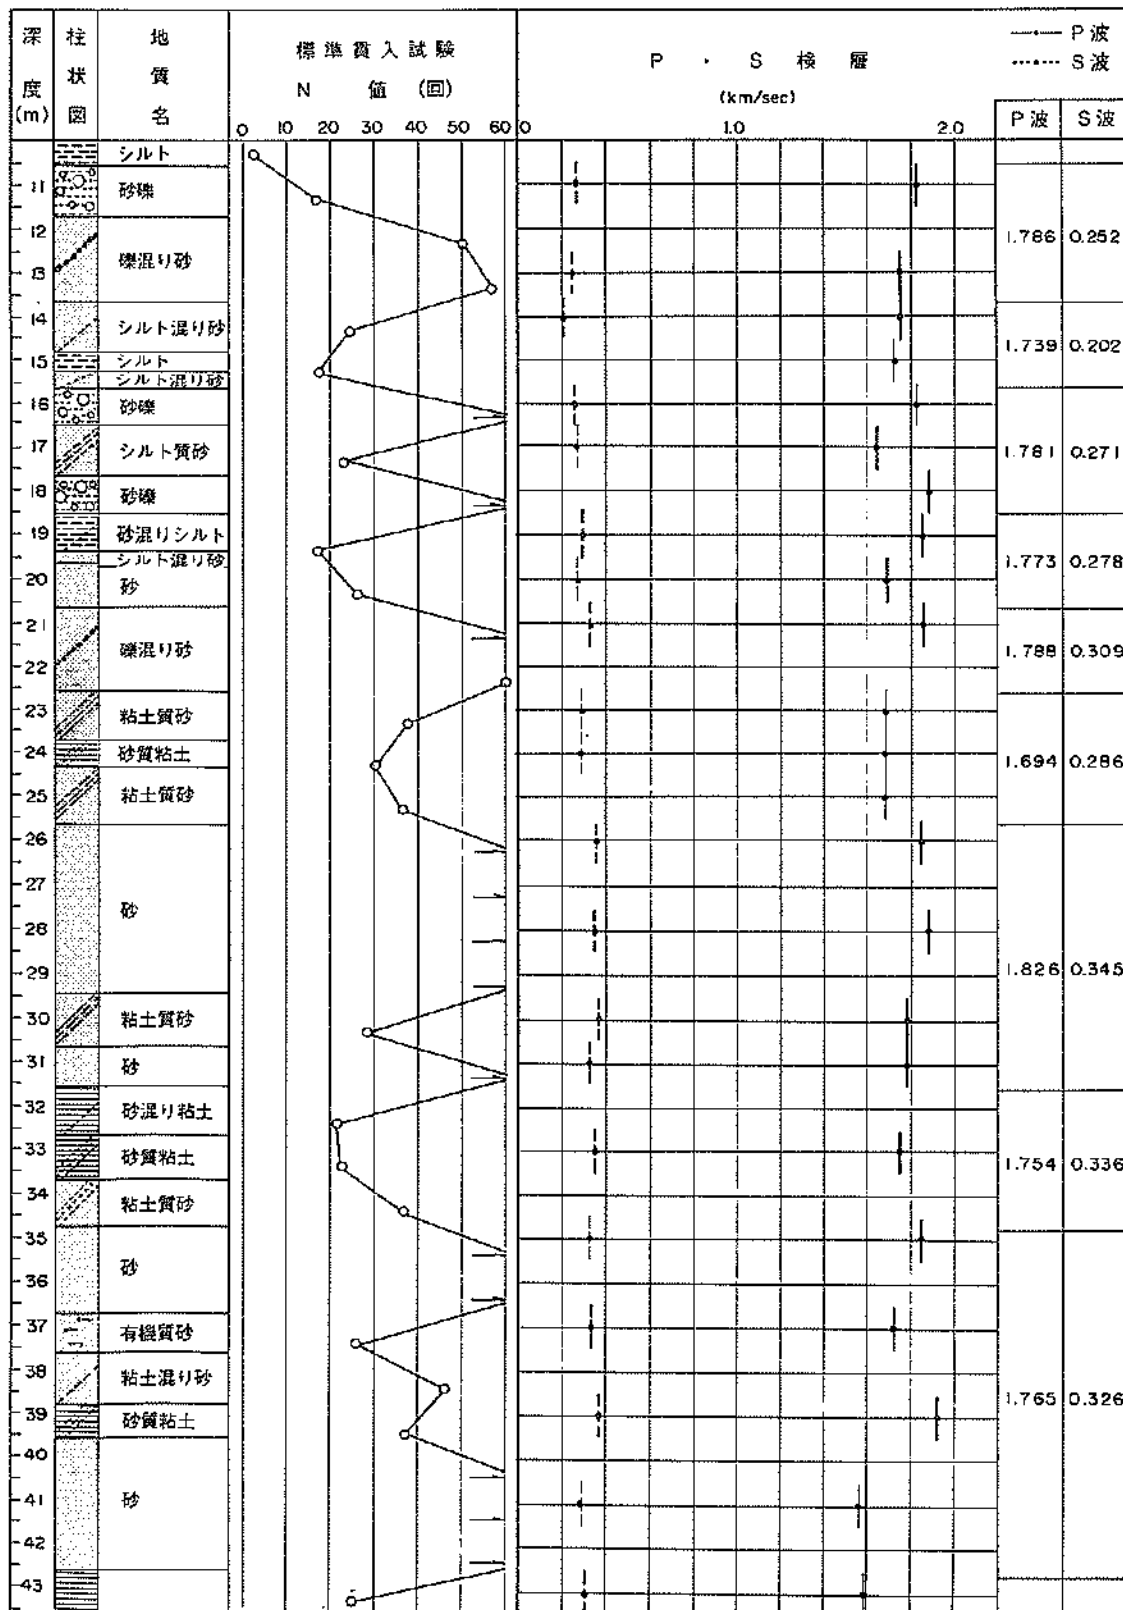 深度(m)
柱状図
地質名
標準貫入試験
N 値 (回)
0 10 20 30 40 50 60
P・S検層
(km/sec)
0 1.0 2.0
P波
S波
P波 S波
シルト
11 砂礫
12 礫混り砂 1.786 0.252
13
14 シルト混り砂
15 シルト 1.739 0.202
シルト混り砂
16 砂礫
17 シルト質砂 1.781 0.271
18 砂礫
19 砂混りシルト
シルト混り砂 1.773 0.278
20 砂
21 礫混り砂 1.788 0.309
22
23 粘土質砂
24 砂質粘土 1.694 0.286
25 粘土質砂
26
27 砂
28
29 1.826 0.345
30 粘土質砂
31 砂
32 砂混り粘土
33 砂質粘土 1.754 0.336
34 粘土質砂
35 砂
36
37 有機質砂
38 粘土混り砂
39 砂質粘土 1.765 0.326
40
41 砂
42
43